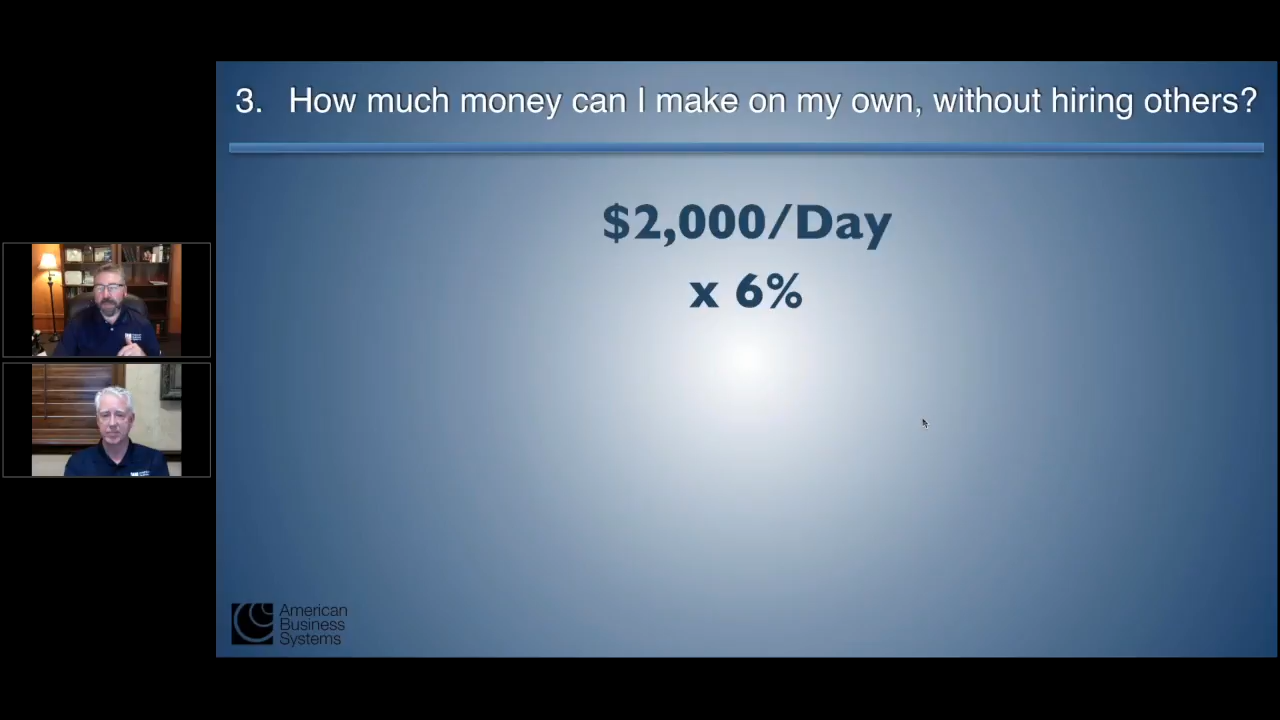 3. How much money can I make on my own, without hiring others?
$2,000/Day
x 6%
American
Business
Systems